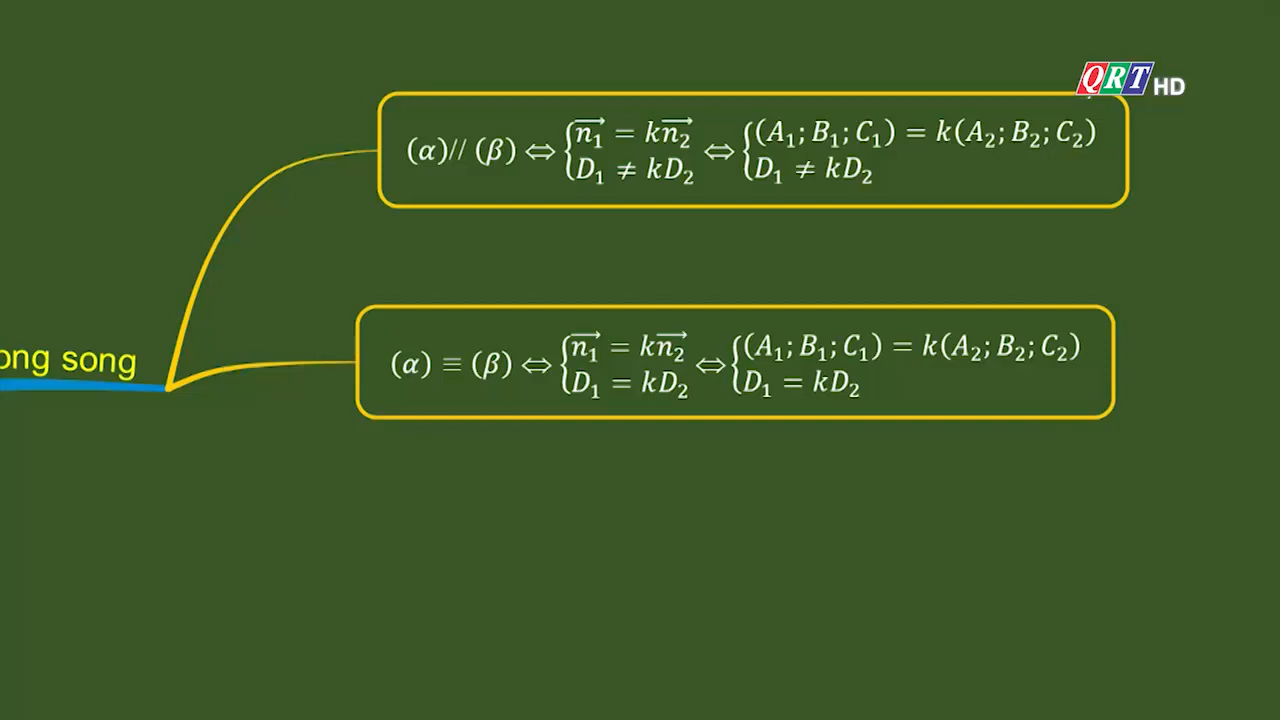 QRT HD
(α)// (β) ⇔ {n₁⃗ = kn₂⃗ ; D₁ ≠ kD₂ ⇔ {(A₁; B₁; C₁) = k(A₂; B₂; C₂) ; D₁ ≠ kD₂
song
(α) ≡ (β) ⇔ {n₁⃗ = kn₂⃗ ; D₁ = kD₂ ⇔ {(A₁; B₁; C₁) = k(A₂; B₂; C₂) ; D₁ = kD₂